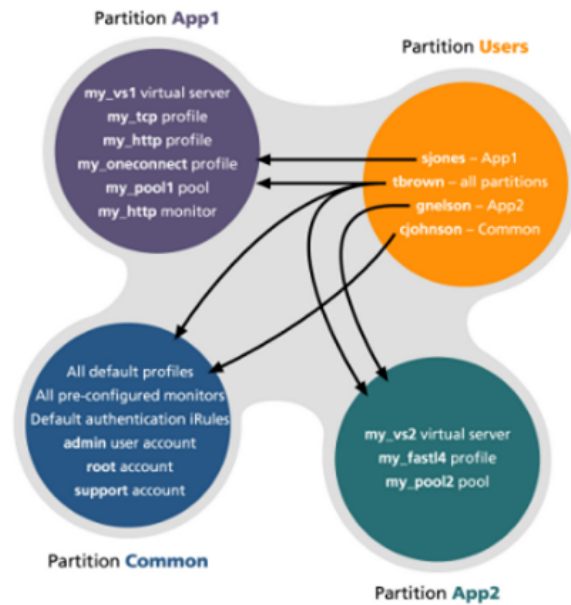 Partition App1
my_vs1 virtual server
my_tcp profile
my_http profile
my_oneconnect profile
my_pool1 pool
my_http monitor
Partition Users
sjones – App1
tbrown – all partitions
gnelson – App2
cjohnson – Common
All default profiles
All pre-configured monitors
Default authentication iRules
admin user account
root account
support account
Partition Common
my_vs2 virtual server
my_fastl4 profile
my_pool2 pool
Partition App2